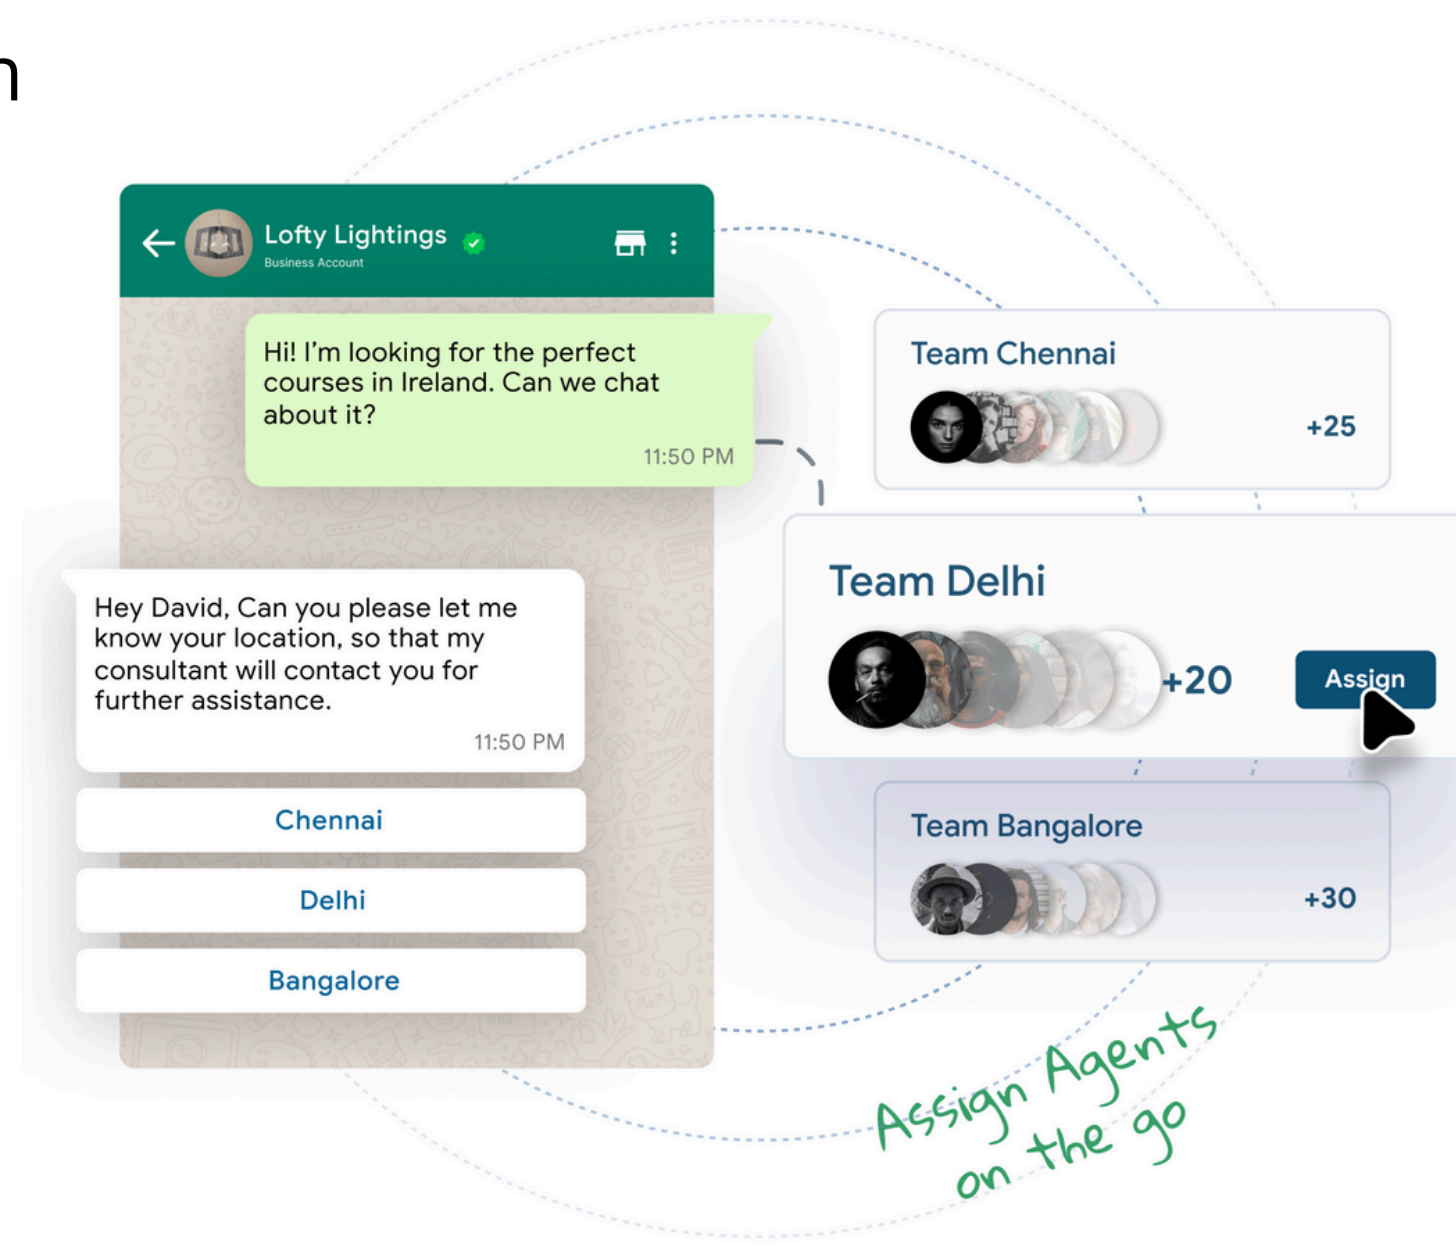 n
Lofty Lightings
Business Account
Hi! I'm looking for the perfect
courses in Ireland. Can we chat
about it?
11:50 PM
Hey David, Can you please let me
know your location, so that my
consultant will contact you for
further assistance.
11:50 PM
Chennai
Delhi
Bangalore
Team Chennai
+25
Team Delhi
+20
Assign
Team Bangalore
+30
Assign Agents
on the go